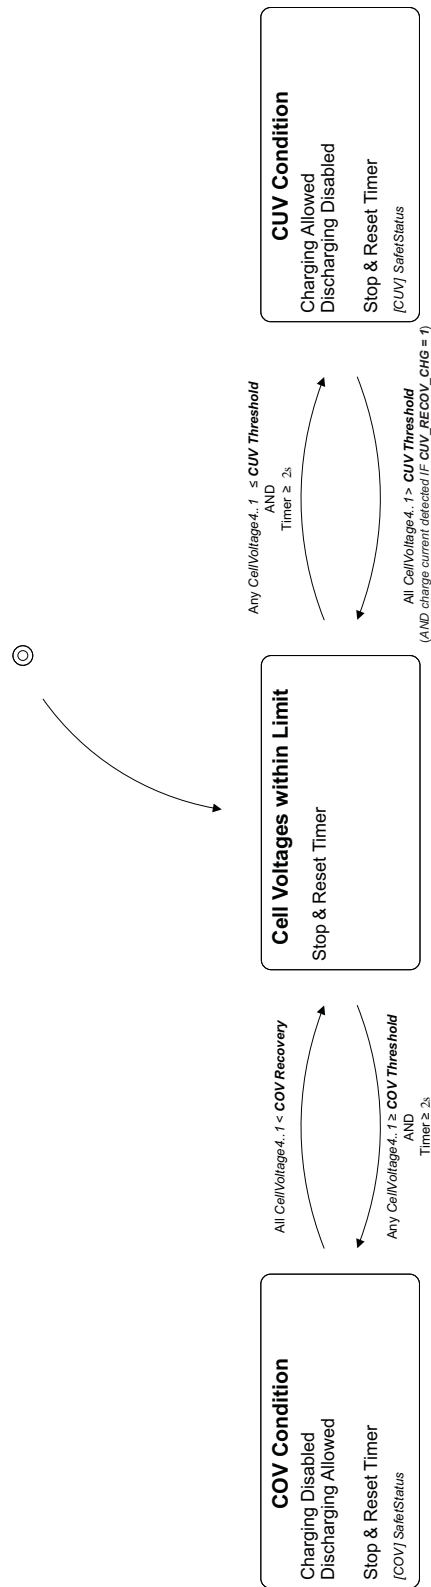 COV Condition
Charging Disabled
Discharging Allowed
Stop & Reset Timer
[COV] SafetStatus
All CellVoltage4..1 < COV Recovery
Any CellVoltage4..1 ≥ COV Threshold
AND
Timer ≥ 2s
Cell Voltages within Limit
Stop & Reset Timer
Any CellVoltage4..1 ≤ CUV Threshold
AND
Timer ≥ 2s
All CellVoltage4..1 > CUV Threshold
(AND charge current detected IF CUV_RECOV_CHG = 1)
CUV Condition
Charging Allowed
Discharging Disabled
Stop & Reset Timer
[CUV] SafetStatus